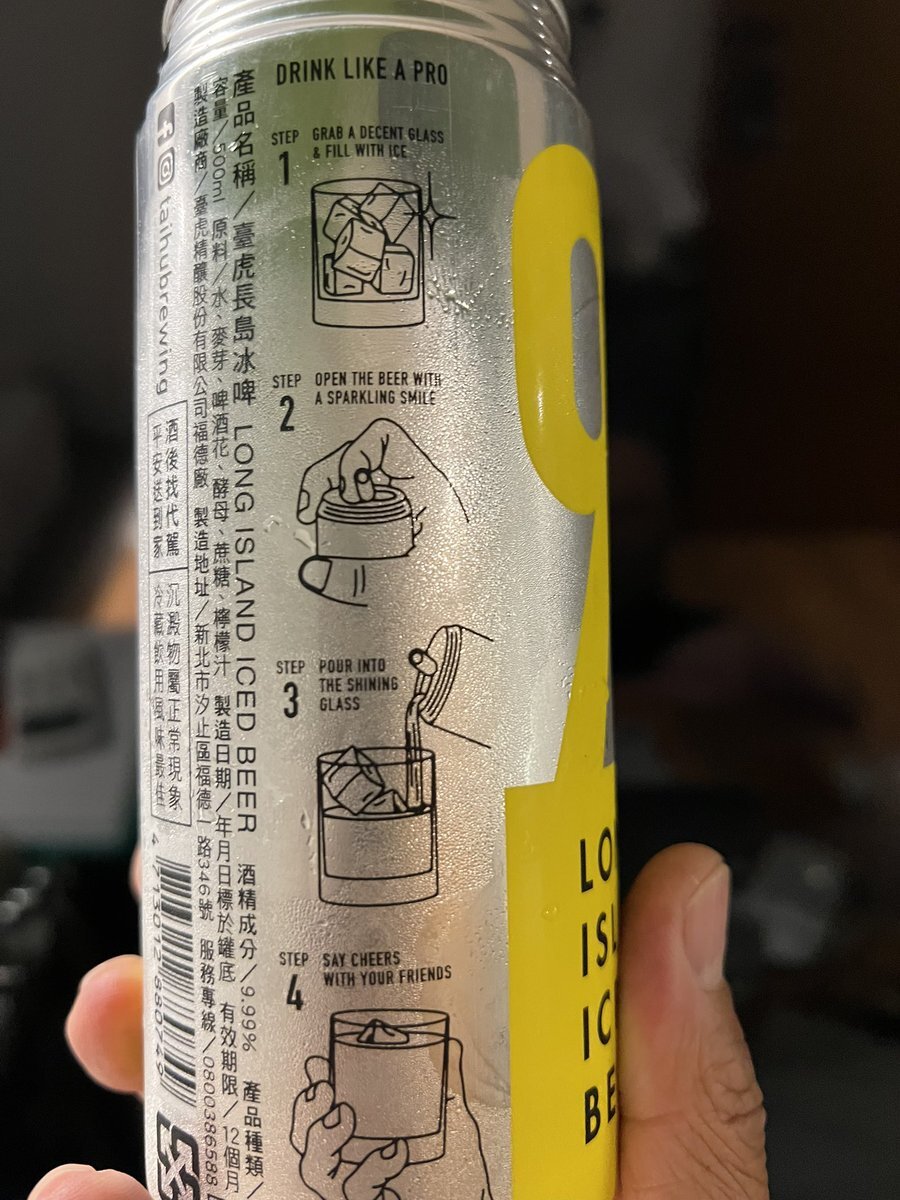 DRINK LIKE A PRO
STEP 1
GRAB A DECENT GLASS
& FILL WITH ICE
STEP 2
OPEN THE BEER WITH
A SPARKLING SMILE
STEP 3
POUR INTO
THE SHINING
GLASS
STEP 4
SAY CHEERS
WITH YOUR FRIENDS
產品名稱/臺虎長島冰啤 LONG ISLAND ICED BEER 酒精成分/9.99% 產品種類/
容量/500ml 原料/水、麥芽、啤酒花、酵母、蔗糖、檸檬汁 製造日期/年月日標於罐底 有效期限/12個月
製造廠商/臺虎精釀股份有限公司福德廠 製造地址/新北市汐止區福德一路346號 服務專線/0800386588
taihubrewing
酒後找代駕
平安送到家
沉澱物屬正常現象
冷藏飲用風味最佳
4 713012 880749
9
LO
ISL
IC
BE